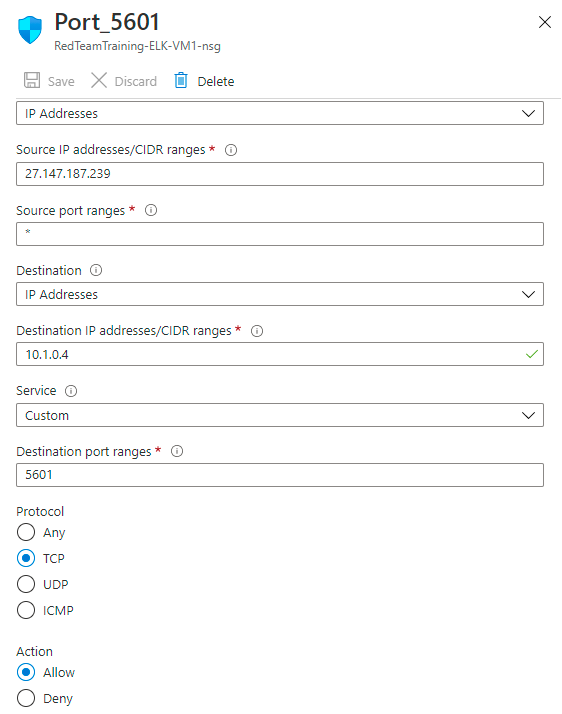 Port_5601
RedTeamTraining-ELK-VM1-nsg
Save Discard Delete
IP Addresses
Source IP addresses/CIDR ranges *
27.147.187.239
Source port ranges *
*
Destination
IP Addresses
Destination IP addresses/CIDR ranges *
10.1.0.4
Service
Custom
Destination port ranges *
5601
Protocol
Any
TCP
UDP
ICMP
Action
Allow
Deny